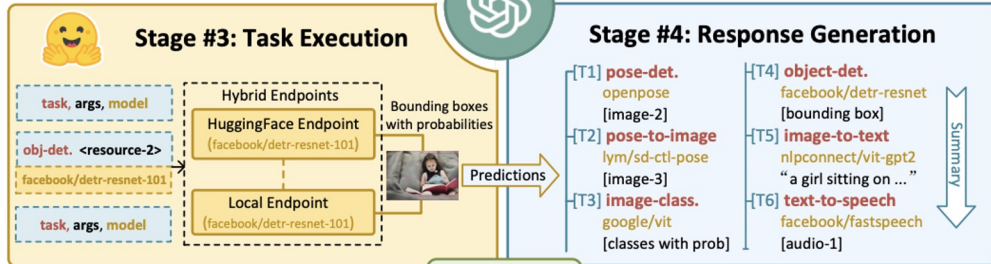 Stage #3: Task Execution
task, args, model
obj-det. <resource-2>
facebook/detr-resnet-101
task, args, model
Hybrid Endpoints
HuggingFace Endpoint
(facebook/detr-resnet-101)
Local Endpoint
(facebook/detr-resnet-101)
Bounding boxes
with probabilities
Predictions
Stage #4: Response Generation
[T1] pose-det.
openpose
[image-2]
[T2] pose-to-image
lym/sd-ctl-pose
[image-3]
[T3] image-class.
google/vit
[classes with prob]
[T4] object-det.
facebook/detr-resnet
[bounding box]
[T5] image-to-text
nlpconnect/vit-gpt2
“a girl sitting on ...”
[T6] text-to-speech
facebook/fastspeech
[audio-1]
Summary